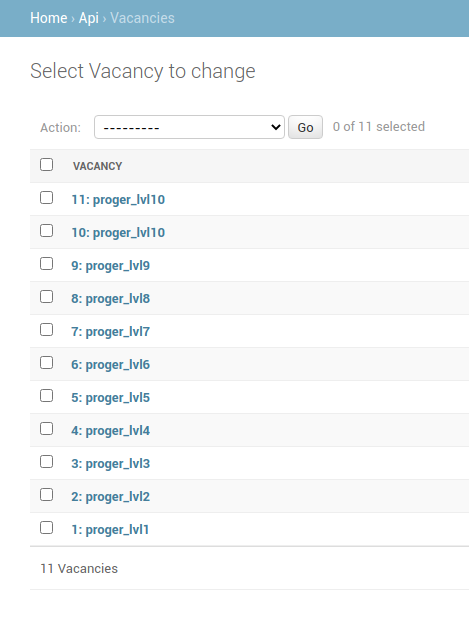 Home › Api › Vacancies
Select Vacancy to change
Action: --------- Go 0 of 11 selected
VACANCY
11: proger_lvl10
10: proger_lvl10
9: proger_lvl9
8: proger_lvl8
7: proger_lvl7
6: proger_lvl6
5: proger_lvl5
4: proger_lvl4
3: proger_lvl3
2: proger_lvl2
1: proger_lvl1
11 Vacancies